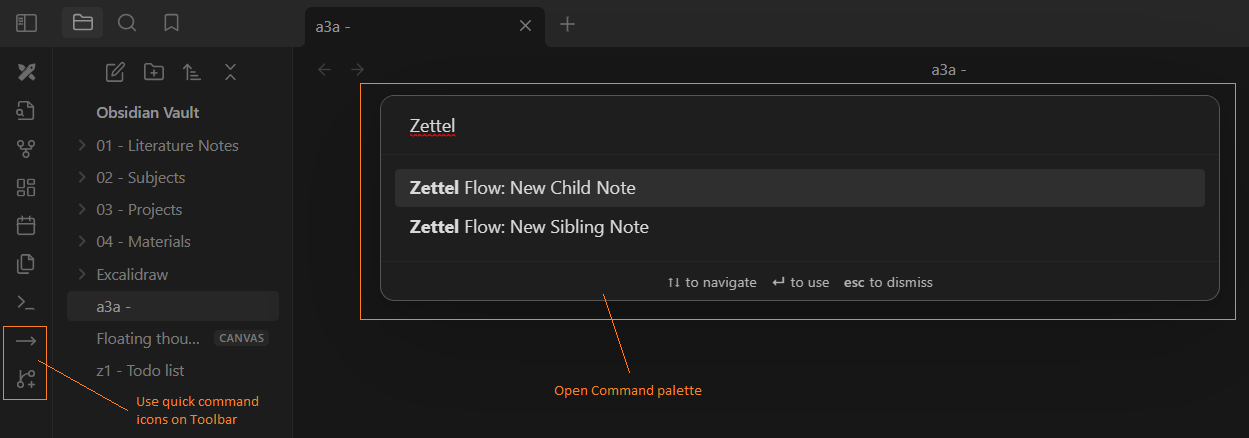 a3a -
a3a -
Obsidian Vault
01 - Literature Notes
02 - Subjects
03 - Projects
04 - Materials
Excalidraw
a3a -
Floating thou... CANVAS
z1 - Todo list
Use quick command
icons on Toolbar
Zettel
Zettel Flow: New Child Note
Zettel Flow: New Sibling Note
↑↓ to navigate ↵ to use esc to dismiss
Open Command palette